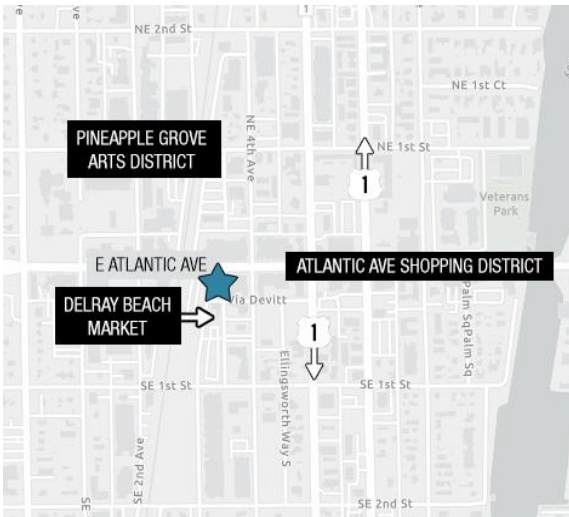 1
NE 2nd St
NE 1st Ct
PINEAPPLE GROVE
ARTS DISTRICT
NE 4th Ave
NE 1st St
1
Veterans
Park
E ATLANTIC AVE
ATLANTIC AVE SHOPPING DISTRICT
DELRAY BEACH
MARKET
Via Devitt
Palm Sq
Palm Sq
1
Ellingsworth Way S
SE 1st St
SE 1st St
SE 2nd Ave
SE
SE 2nd St